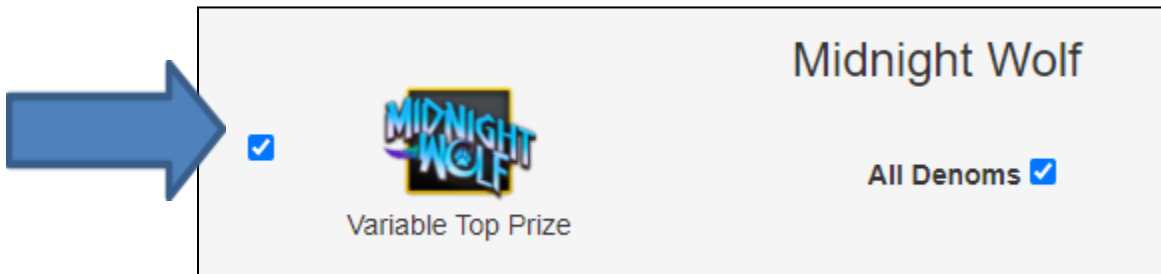 Midnight Wolf
MIDNIGHT
WOLF
All Denoms
Variable Top Prize